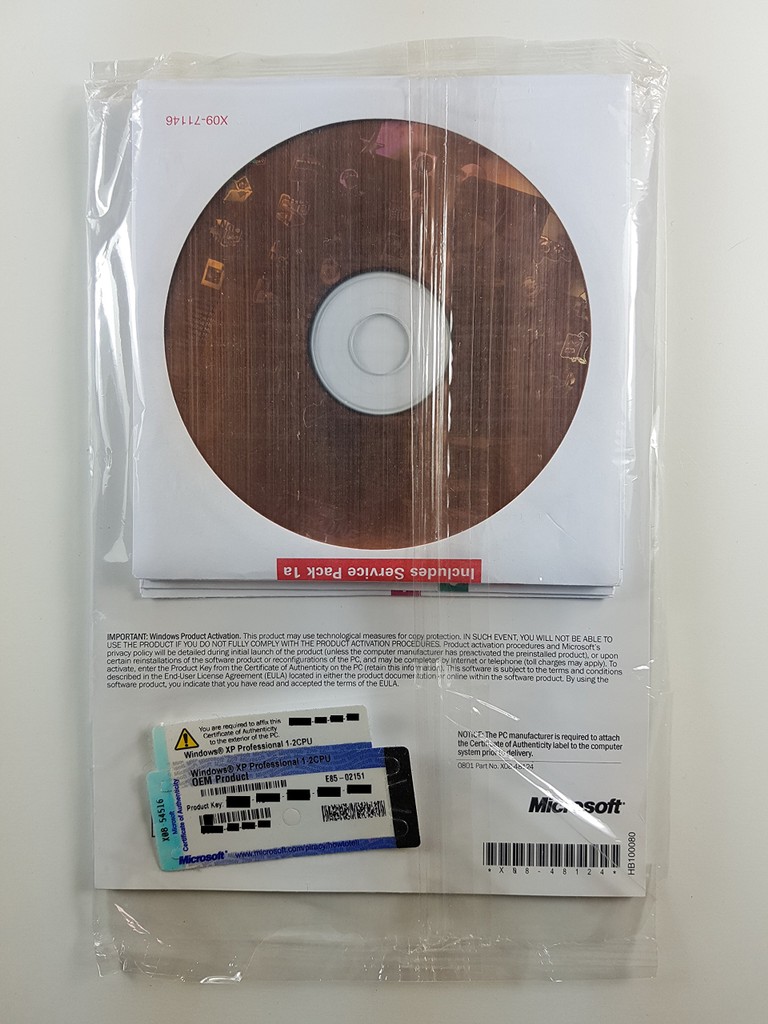 X09-71146
Includes Service Pack 1a
IMPORTANT: Windows Product Activation. This product may use technological measures for copy protection. IN SUCH EVENT, YOU WILL NOT BE ABLE TO
USE THE PRODUCT IF YOU DO NOT FULLY COMPLY WITH THE PRODUCT ACTIVATION PROCEDURES. Product activation procedures and Microsoft's
privacy policy will be detailed during initial launch of the product (unless the computer manufacturer has preactivated the preinstalled product), or upon
certain reinstallations of the software product or reconfigurations of the PC, and may be completed by Internet or telephone (toll charges may apply). To
activate, enter the Product Key from the Certificate of Authenticity on the PC (retain this information). This software is subject to the terms and conditions
described in the End-User License Agreement (EULA) located in either the product documentation or online within the software product. By using the
software product, you indicate that you have read and accepted the terms of the EULA.
You are required to affix this
Certificate of Authenticity
to the exterior of the PC.
Windows® XP Professional 1-2CPU
Windows® XP Professional 1-2CPU
OEM Product
E85-02151
Product Key:
X08 54516
Microsoft
Certificate of Authenticity
Microsoft® www.microsoft.com/piracy/howtotell
NOTICE: The PC manufacturer is required to attach
the Certificate of Authenticity label to the computer
system prior to delivery.
0801 Part No.
Microsoft®
*X08-48124*
HB100080